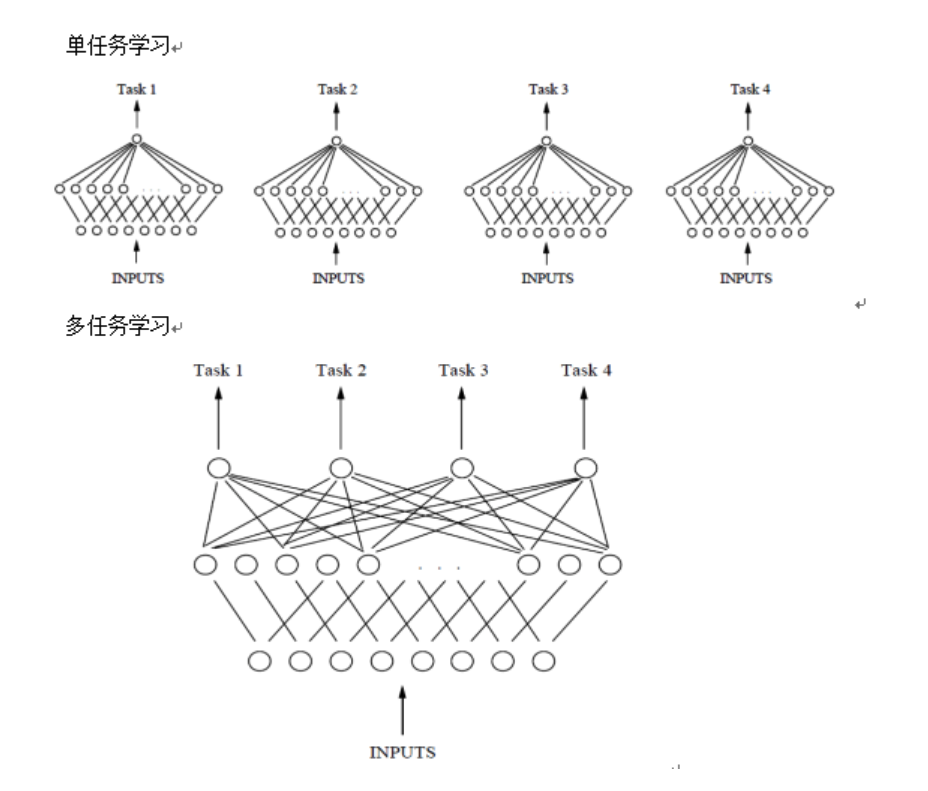 单任务学习
Task 1 Task 2 Task 3 Task 4
. . . . . . . . . . . .
INPUTS INPUTS INPUTS INPUTS
多任务学习
Task 1 Task 2 Task 3 Task 4
. . .
INPUTS